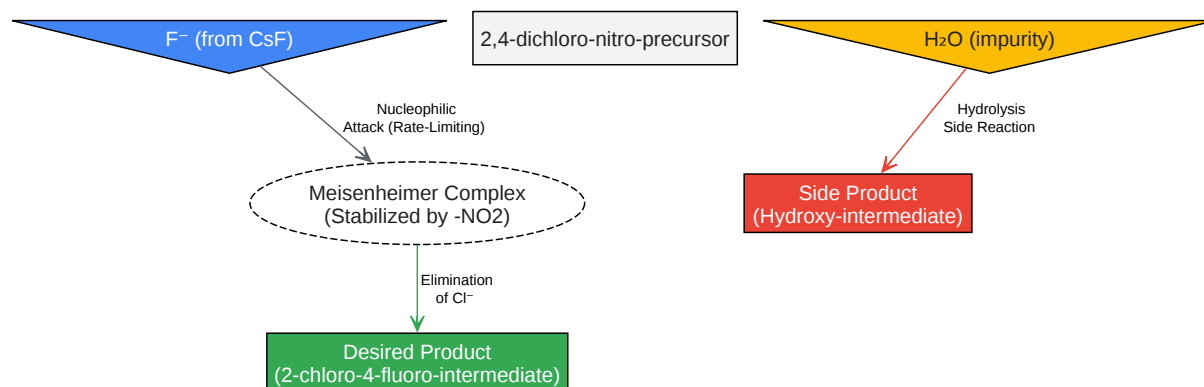 F⁻ (from CsF)
2,4-dichloro-nitro-precursor
H₂O (impurity)
Nucleophilic
Attack (Rate-Limiting)
Hydrolysis
Side Reaction
Meisenheimer Complex
(Stabilized by -NO2)
Side Product
(Hydroxy-intermediate)
Elimination
of Cl⁻
Desired Product
(2-chloro-4-fluoro-intermediate)